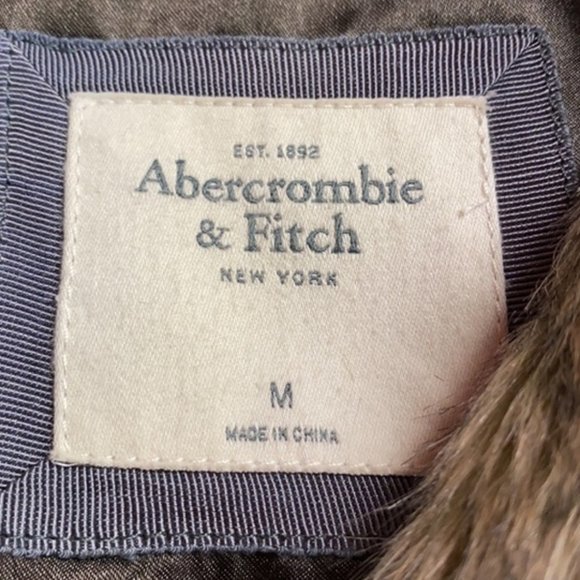 EST. 1892
Abercrombie
& Fitch
NEW YORK
M
MADE IN CHINA